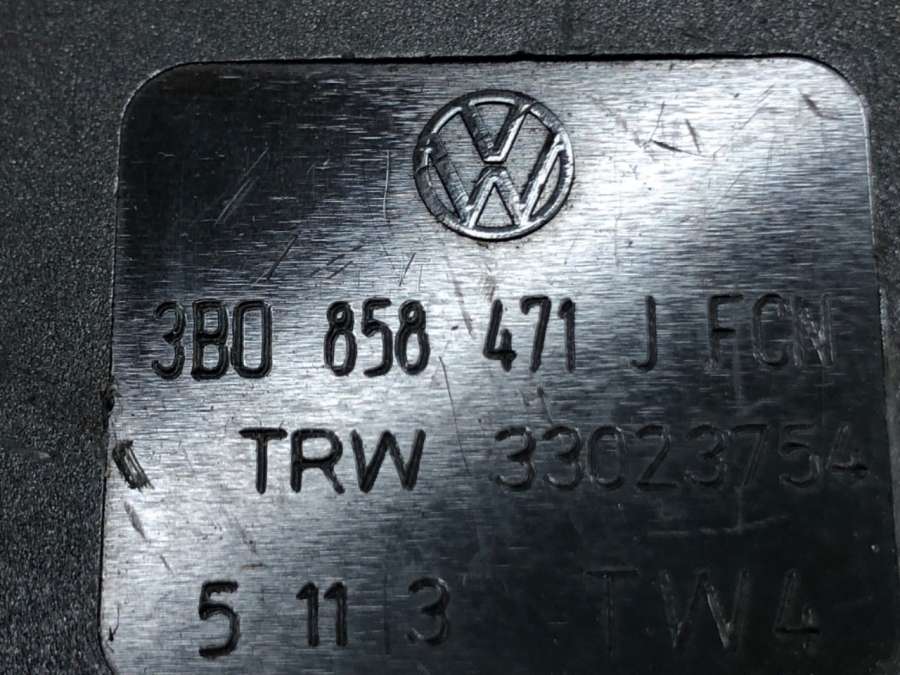 3B0 858 471 J FCN
TRW 33023754
5 11 3 TW4